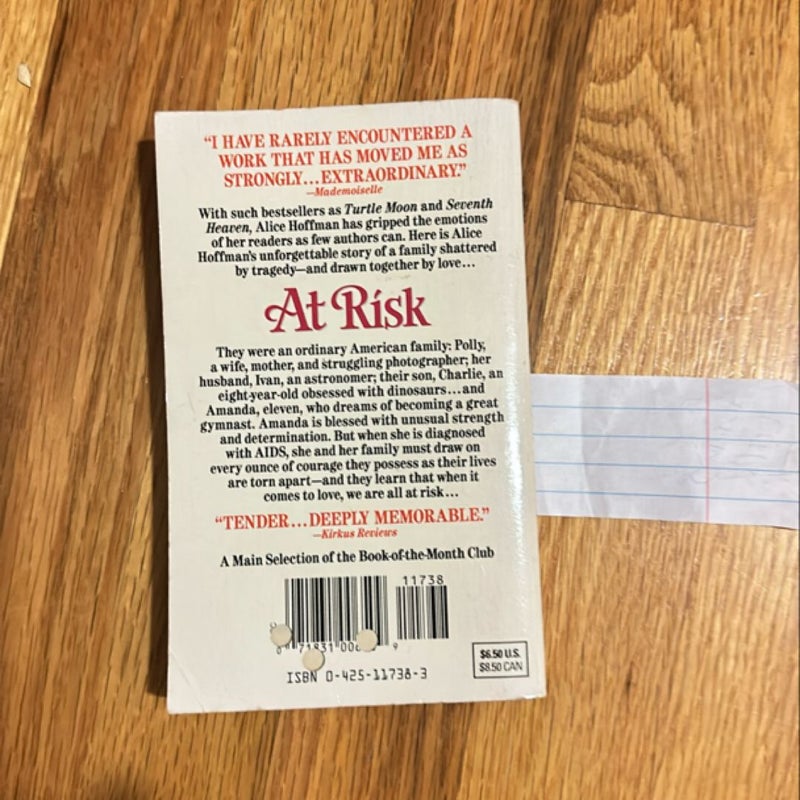 “I HAVE RARELY ENCOUNTERED A
WORK THAT HAS MOVED ME AS
STRONGLY...EXTRAORDINARY.”
—Mademoiselle
With such bestsellers as Turtle Moon and Seventh
Heaven, Alice Hoffman has gripped the emotions
of her readers as few authors can. Here is Alice
Hoffman's unforgettable story of a family shattered
by tragedy—and drawn together by love...
At Risk
They were an ordinary American family: Polly,
a wife, mother, and struggling photographer; her
husband, Ivan, an astronomer; their son, Charlie, an
eight-year-old obsessed with dinosaurs...and
Amanda, eleven, who dreams of becoming a great
gymnast. Amanda is blessed with unusual strength
and determination. But when she is diagnosed
with AIDS, she and her family must draw on
every ounce of courage they possess as their lives
are torn apart—and they learn that when it
comes to love, we are all at risk...
“TENDER...DEEPLY MEMORABLE.”
—Kirkus Reviews
A Main Selection of the Book-of-the-Month Club
11738
9
ISBN 0-425-11738-3
$6.50 U.S.
$8.50 CAN